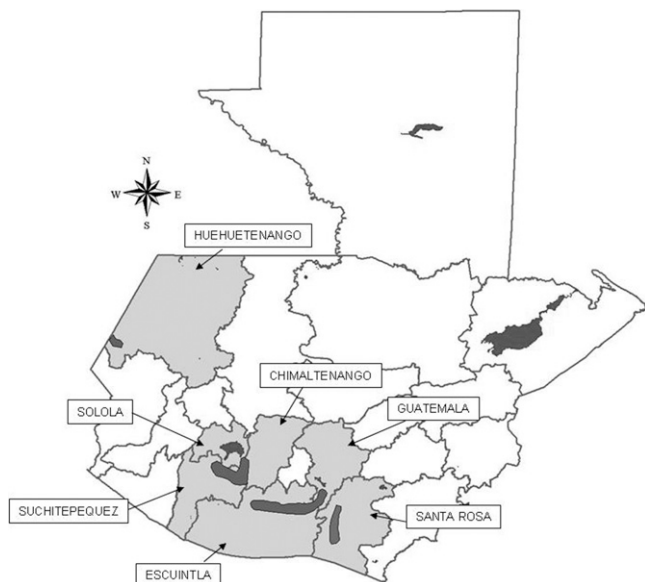 N
W E
S
HUEHUETENANGO
CHIMALTENANGO
SOLOLA
GUATEMALA
SUCHITEPEQUEZ
SANTA ROSA
ESCUINTLA